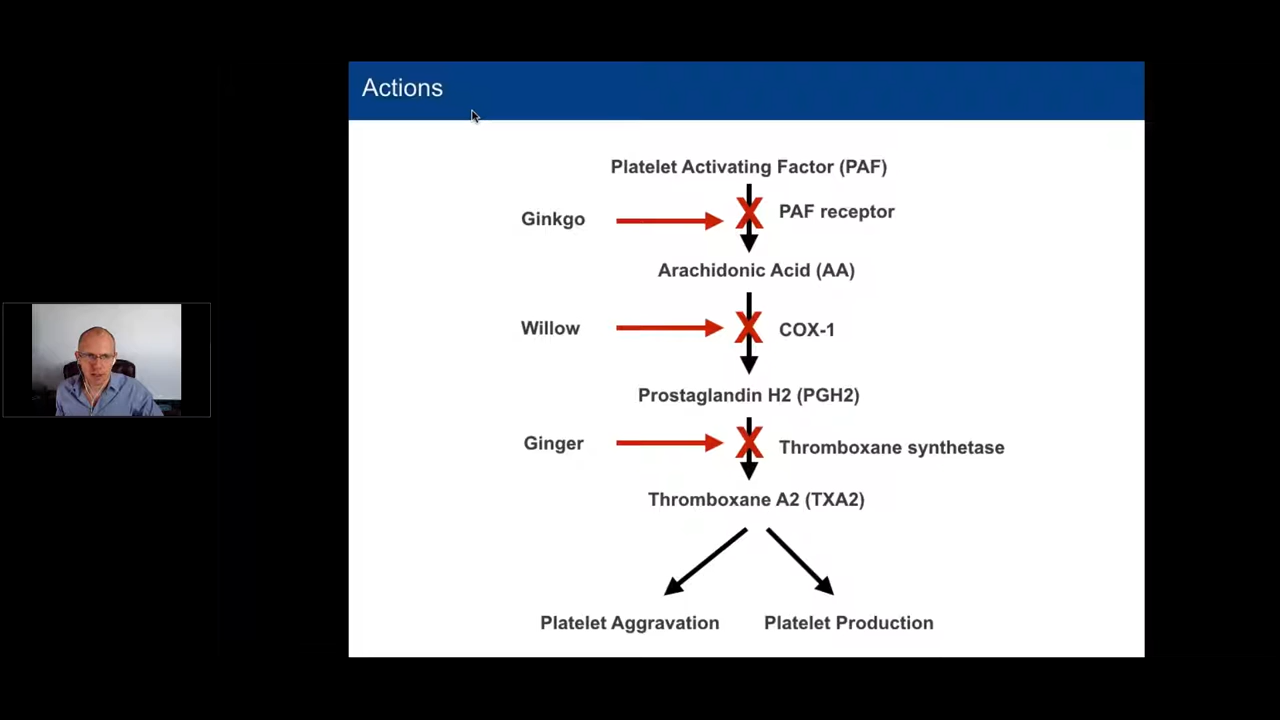 Actions
Platelet Activating Factor (PAF)
Ginkgo
X
PAF receptor
Arachidonic Acid (AA)
Willow
X
COX-1
Prostaglandin H2 (PGH2)
Ginger
X
Thromboxane synthetase
Thromboxane A2 (TXA2)
Platelet Aggravation
Platelet Production